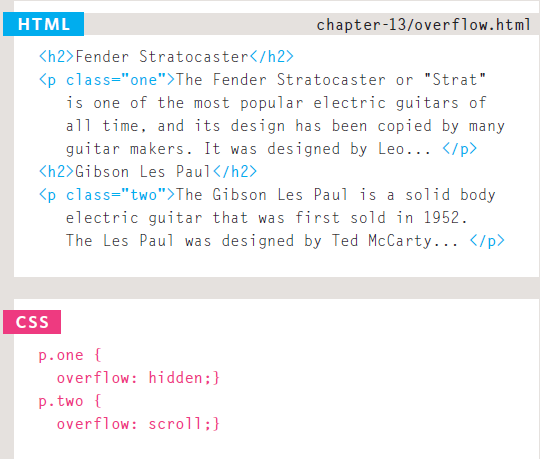 HTML chapter-13/overflow.html
<h2>Fender Stratocaster</h2>
<p class="one">The Fender Stratocaster or "Strat"
is one of the most popular electric guitars of
all time, and its design has been copied by many
guitar makers. It was designed by Leo... </p>
<h2>Gibson Les Paul</h2>
<p class="two">The Gibson Les Paul is a solid body
electric guitar that was first sold in 1952.
The Les Paul was designed by Ted McCarty... </p>
CSS
p.one {
overflow: hidden;}
p.two {
overflow: scroll;}